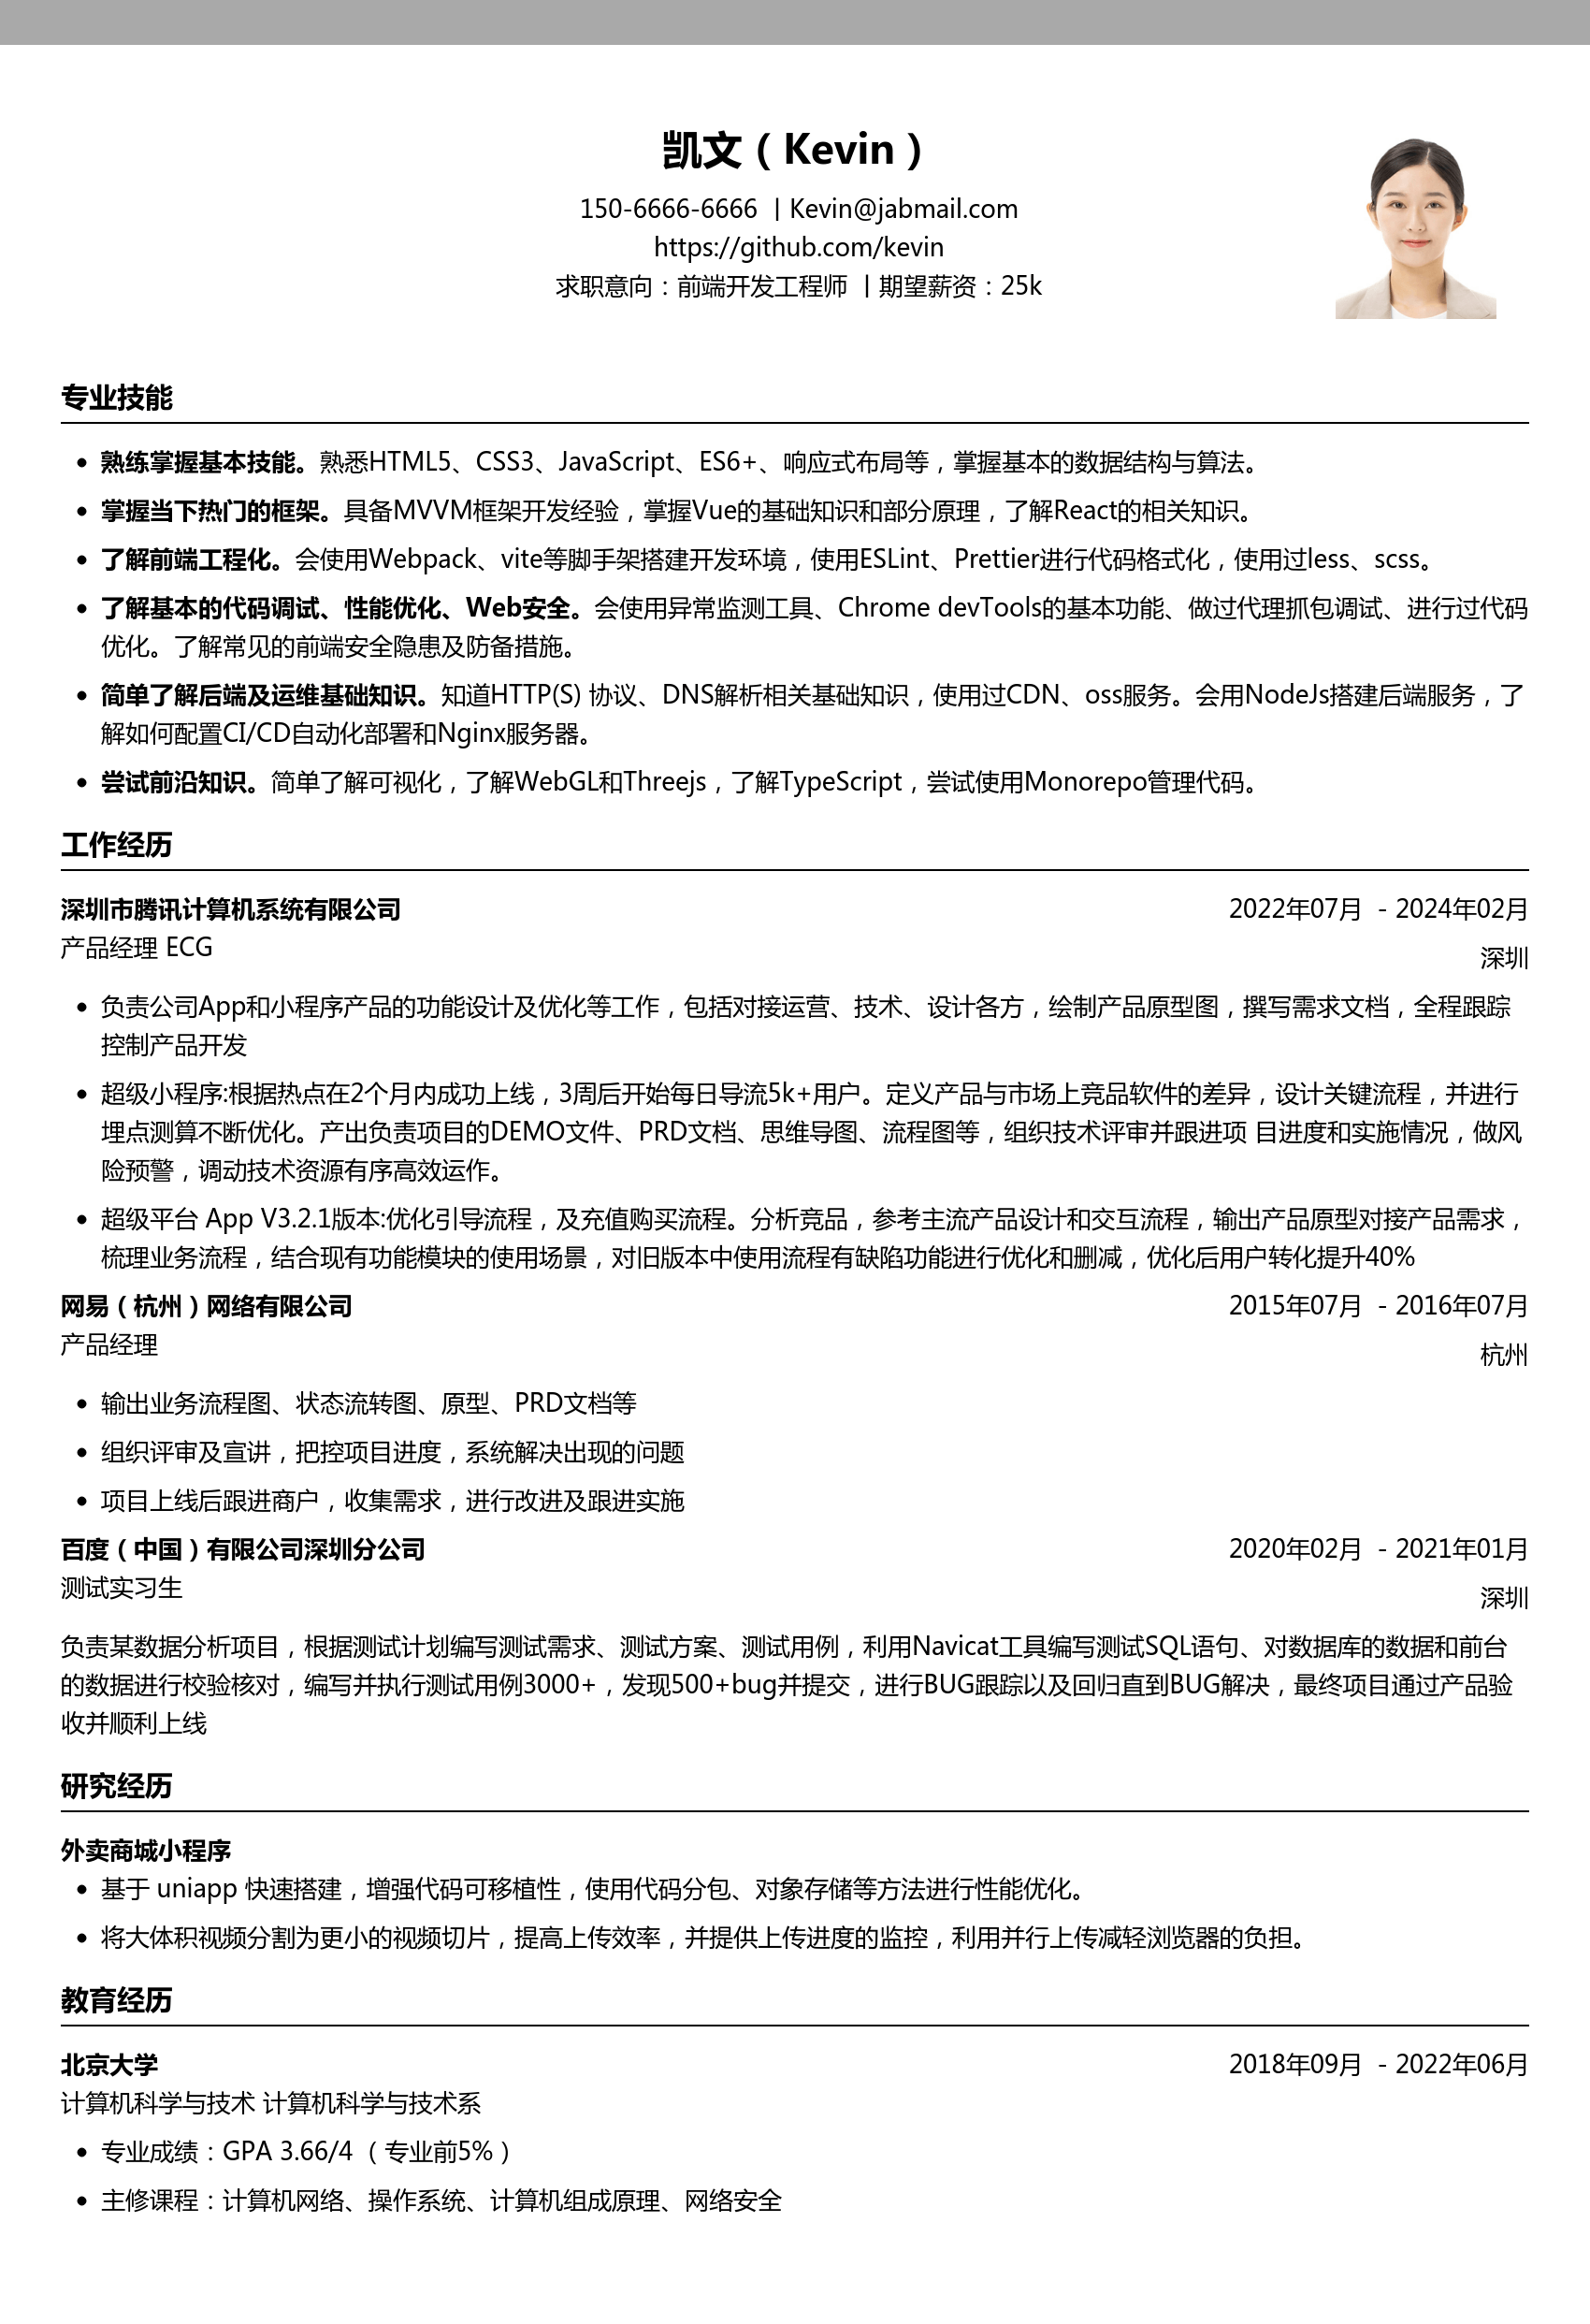 凯文（Kevin）
150-6666-6666 | Kevin@jabmail.com
https://github.com/kevin
求职意向：前端开发工程师 | 期望薪资：25k
专业技能
• 熟练掌握基本技能。熟悉HTML5、CSS3、JavaScript、ES6+、响应式布局等，掌握基本的数据结构与算法。
• 掌握当下热门的框架。具备MVVM框架开发经验，掌握Vue的基础知识和部分原理，了解React的相关知识。
• 了解前端工程化。会使用Webpack、vite等脚手架搭建开发环境，使用ESLint、Prettier进行代码格式化，使用过less、scss。
• 了解基本的代码调试、性能优化、Web安全。会使用异常监测工具、Chrome devTools的基本功能、做过代理抓包调试、进行过代码
优化。了解常见的前端安全隐患及防备措施。
• 简单了解后端及运维基础知识。知道HTTP(S) 协议、DNS解析相关基础知识，使用过CDN、oss服务。会用NodeJs搭建后端服务，了
解如何配置CI/CD自动化部署和Nginx服务器。
• 尝试前沿知识。简单了解可视化，了解WebGL和Threejs，了解TypeScript，尝试使用Monorepo管理代码。
工作经历
深圳市腾讯计算机系统有限公司 2022年07月 - 2024年02月
产品经理 ECG 深圳
• 负责公司App和小程序产品的功能设计及优化等工作，包括对接运营、技术、设计各方，绘制产品原型图，撰写需求文档，全程跟踪
控制产品开发
• 超级小程序:根据热点在2个月内成功上线，3周后开始每日导流5k+用户。定义产品与市场上竞品软件的差异，设计关键流程，并进行
埋点测算不断优化。产出负责项目的DEMO文件、PRD文档、思维导图、流程图等，组织技术评审并跟进项 目进度和实施情况，做风
险预警，调动技术资源有序高效运作。
• 超级平台 App V3.2.1版本:优化引导流程，及充值购买流程。分析竞品，参考主流产品设计和交互流程，输出产品原型对接产品需求，
梳理业务流程，结合现有功能模块的使用场景，对旧版本中使用流程有缺陷功能进行优化和删减，优化后用户转化提升40%
网易（杭州）网络有限公司 2015年07月 - 2016年07月
产品经理 杭州
• 输出业务流程图、状态流转图、原型、PRD文档等
• 组织评审及宣讲，把控项目进度，系统解决出现的问题
• 项目上线后跟进商户，收集需求，进行改进及跟进实施
百度（中国）有限公司深圳分公司 2020年02月 - 2021年01月
测试实习生 深圳
负责某数据分析项目，根据测试计划编写测试需求、测试方案、测试用例，利用Navicat工具编写测试SQL语句、对数据库的数据和前台
的数据进行校验核对，编写并执行测试用例3000+，发现500+bug并提交，进行BUG跟踪以及回归直到BUG解决，最终项目通过产品验
收并顺利上线
研究经历
外卖商城小程序
• 基于 uniapp 快速搭建，增强代码可移植性，使用代码分包、对象存储等方法进行性能优化。
• 将大体积视频分割为更小的视频切片，提高上传效率，并提供上传进度的监控，利用并行上传减轻浏览器的负担。
教育经历
北京大学 2018年09月 - 2022年06月
计算机科学与技术 计算机科学与技术系
• 专业成绩：GPA 3.66/4 （专业前5%）
• 主修课程：计算机网络、操作系统、计算机组成原理、网络安全